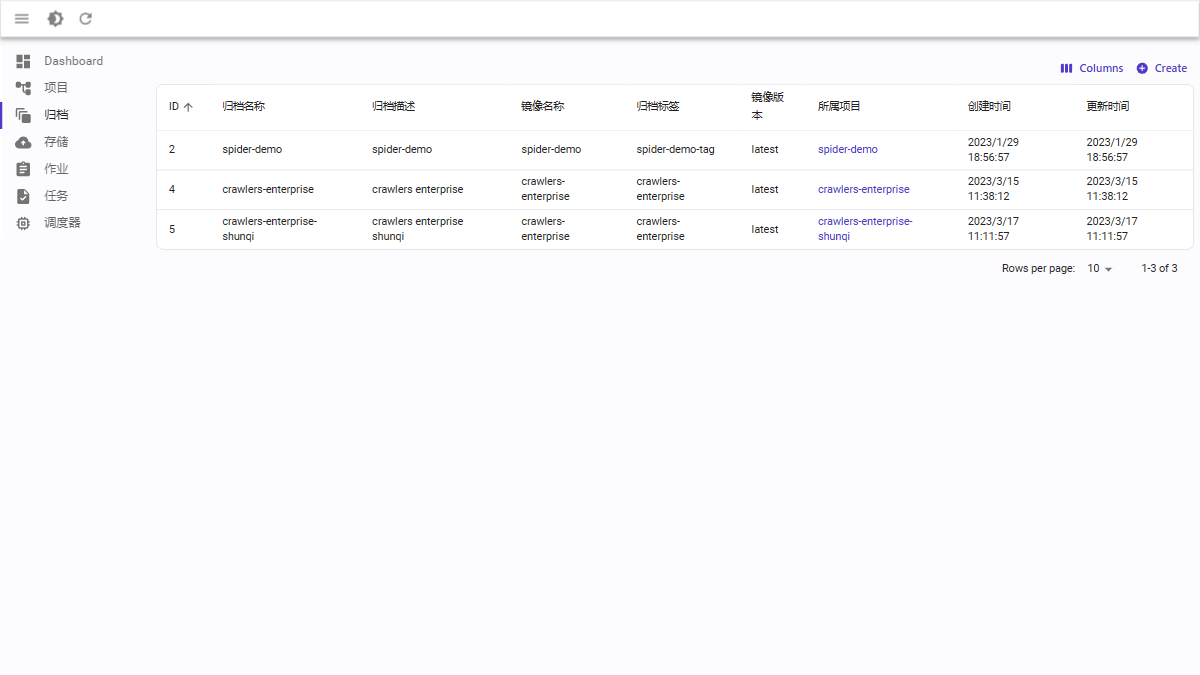 Dashboard
项目
归档
存储
作业
任务
调度器
Columns
Create
ID 归档名称 归档描述 镜像名称 归档标签 镜像版本 所属项目 创建时间 更新时间
2 spider-demo spider-demo spider-demo spider-demo-tag latest spider-demo 2023/1/29 18:56:57 2023/1/29 18:56:57
4 crawlers-enterprise crawlers enterprise crawlers-enterprise crawlers-enterprise latest crawlers-enterprise 2023/3/15 11:38:12 2023/3/15 11:38:12
5 crawlers-enterprise-shunqi crawlers enterprise shunqi crawlers-enterprise crawlers-enterprise latest crawlers-enterprise-shunqi 2023/3/17 11:11:57 2023/3/17 11:11:57
Rows per page: 10 1-3 of 3